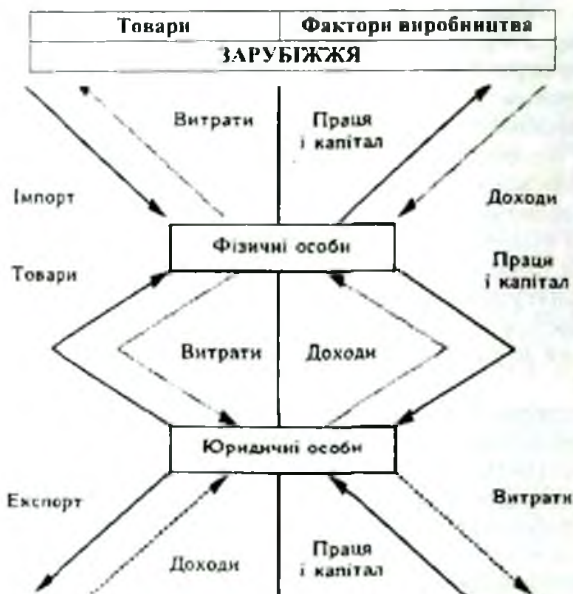 Товари Фактори виробництва
ЗАРУБІЖЖЯ
Витрати Праця
і капітал
Імпорт Доходи
Фізичні особи
Товари Праци
і капітал
Витрати Доходи
Юридичні особи
Експорт Витрати
Доходи Праця
і капітал